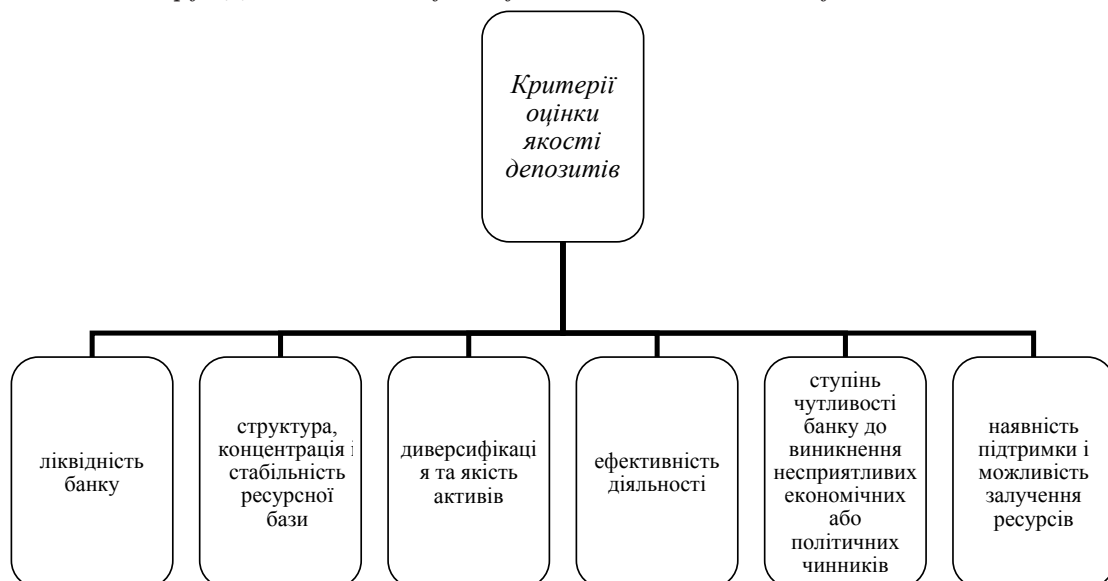 Критерії
оцінки
якості
депозитів
ліквідність
банку
структура,
концентрація і
стабільність
ресурсної
бази
диверсифікаці
я та якість
активів
ефективність
діяльності
ступінь
чутливості
банку до
виникнення
несприятливих
економічних
або
політичних
чинників
наявність
підтримки і
можливість
залучення
ресурсів